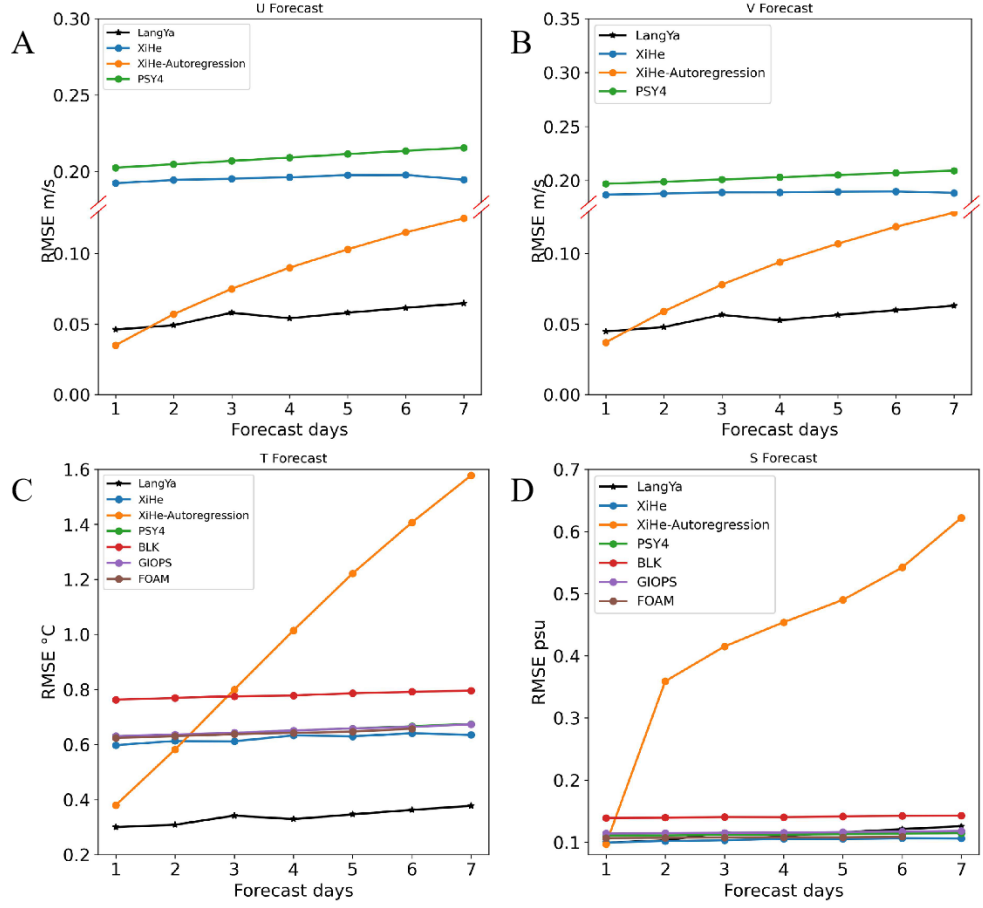 U Forecast
A
0.30
0.25
0.20
0.10
0.05
0.00
RMSE m/s
LangYa
XiHe
XiHe-Autoregression
PSY4
1 2 3 4 5 6 7
Forecast days
V Forecast
B
0.35
0.30
0.25
0.20
0.10
0.05
0.00
RMSE m/s
LangYa
XiHe
XiHe-Autoregression
PSY4
1 2 3 4 5 6 7
Forecast days
T Forecast
C
1.6
1.4
1.2
1.0
0.8
0.6
0.4
0.2
RMSE °C
LangYa
XiHe
XiHe-Autoregression
PSY4
BLK
GIOPS
FOAM
1 2 3 4 5 6 7
Forecast days
S Forecast
D
0.7
0.6
0.5
0.4
0.3
0.2
0.1
RMSE psu
LangYa
XiHe
XiHe-Autoregression
PSY4
BLK
GIOPS
FOAM
1 2 3 4 5 6 7
Forecast days